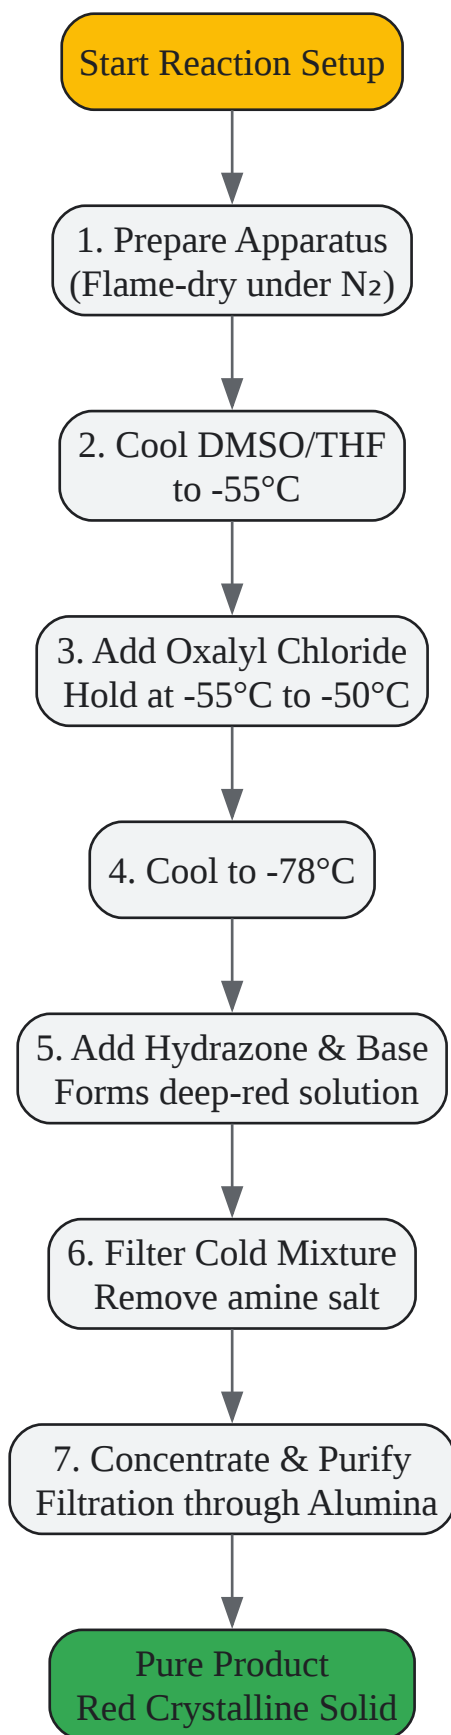 Start Reaction Setup
1. Prepare Apparatus
(Flame-dry under N₂)
2. Cool DMSO/THF
to -55°C
3. Add Oxalyl Chloride
Hold at -55°C to -50°C
4. Cool to -78°C
5. Add Hydrazone & Base
Forms deep-red solution
6. Filter Cold Mixture
Remove amine salt
7. Concentrate & Purify
Filtration through Alumina
Pure Product
Red Crystalline Solid